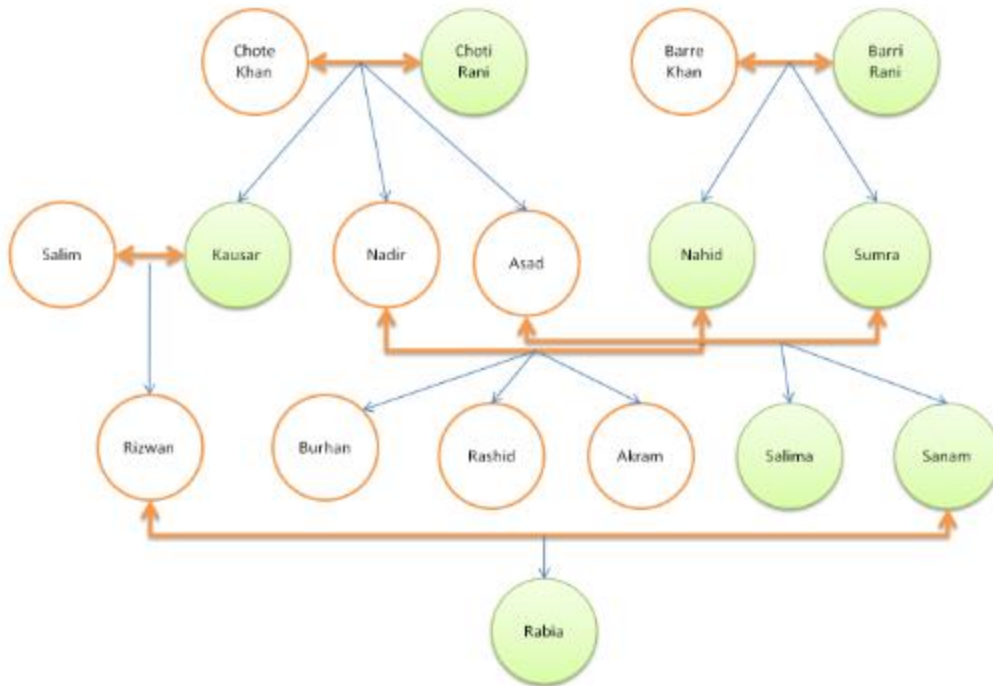 Chote
Khan
Choti
Rani
Barre
Khan
Barri
Rani
Salim
Kausar
Nadir
Asad
Nahid
Sumra
Rizwan
Burhan
Rashid
Akram
Salima
Sanam
Rabia